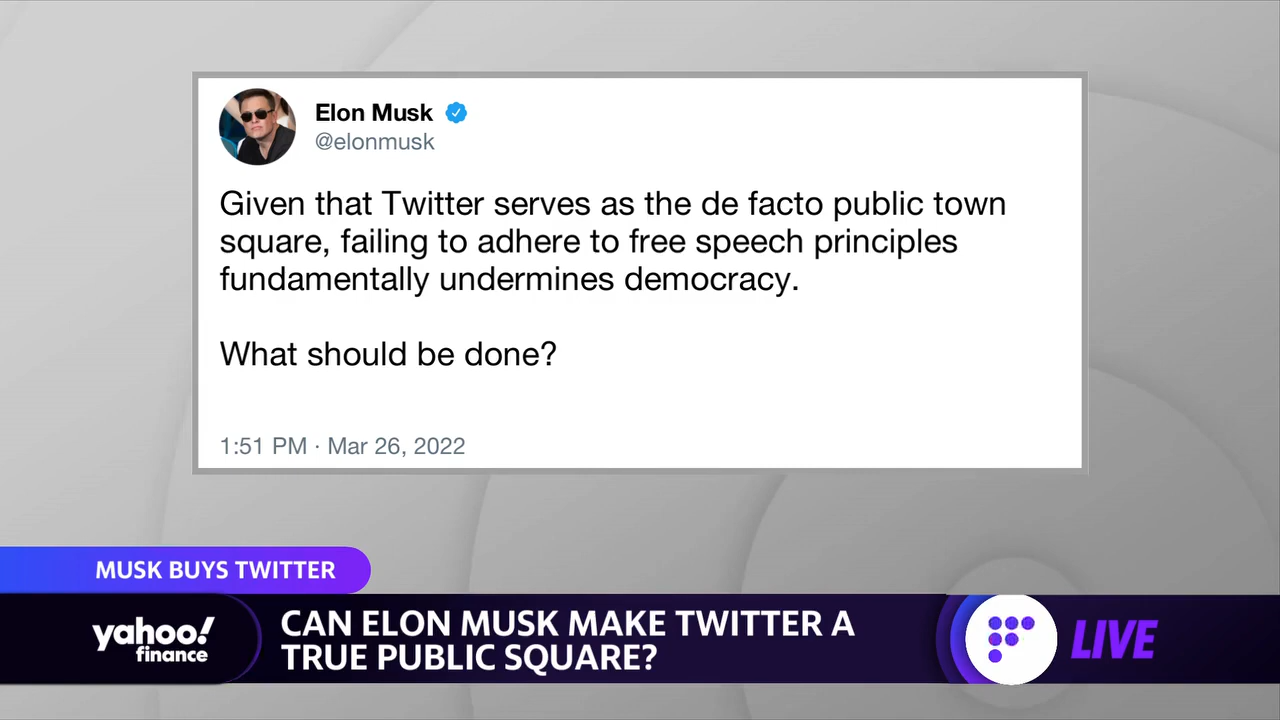 Elon Musk
@elonmusk
Given that Twitter serves as the de facto public town
square, failing to adhere to free speech principles
fundamentally undermines democracy.
What should be done?
1:51 PM · Mar 26, 2022
MUSK BUYS TWITTER
yahoo!
finance
CAN ELON MUSK MAKE TWITTER A
TRUE PUBLIC SQUARE?
LIVE